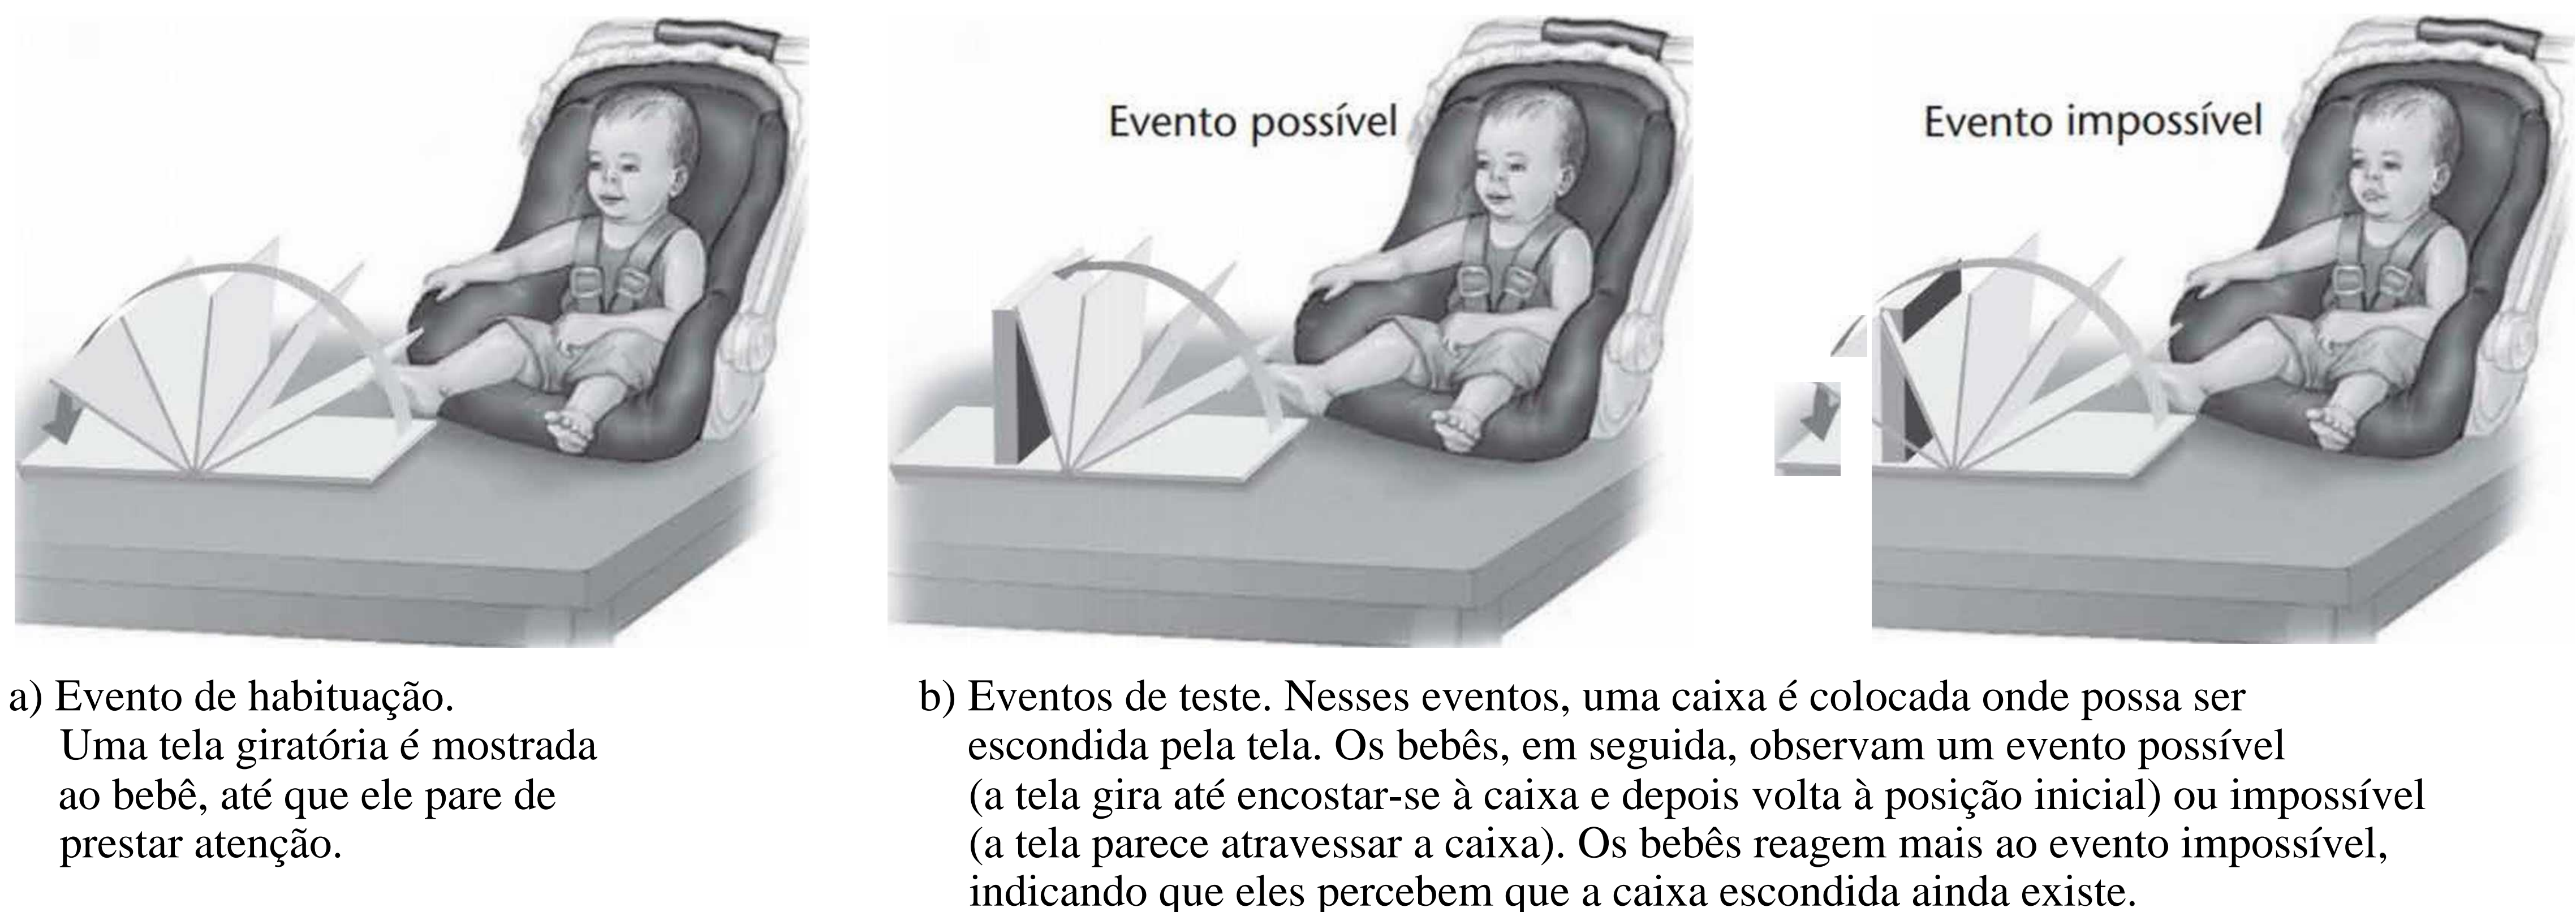 Evento possível
Evento impossível
a) Evento de habituação.
Uma tela giratória é mostrada
ao bebê, até que ele pare de
prestar atenção.
b) Eventos de teste. Nesses eventos, uma caixa é colocada onde possa ser
escondida pela tela. Os bebês, em seguida, observam um evento possível
(a tela gira até encostar-se à caixa e depois volta à posição inicial) ou impossível
(a tela parece atravessar a caixa). Os bebês reagem mais ao evento impossível,
indicando que eles percebem que a caixa escondida ainda existe.